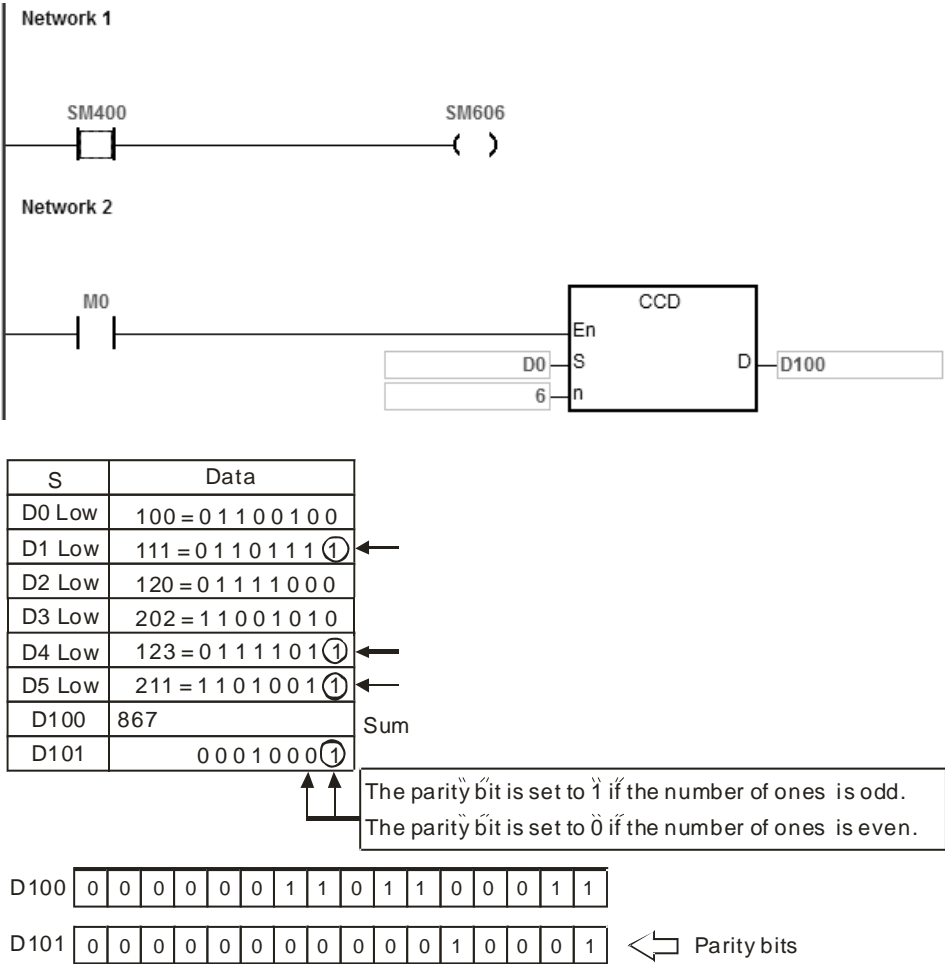 Network 1
SM400 SM606
Network 2
M0
CCD
En
D0 S D D100
6 n
S Data
D0 Low 100 = 0 1 1 0 0 1 0 0
D1 Low 111 = 0 1 1 0 1 1 1 1
D2 Low 120 = 0 1 1 1 1 0 0 0
D3 Low 202 = 1 1 0 0 1 0 1 0
D4 Low 123 = 0 1 1 1 1 0 1 1
D5 Low 211 = 1 1 0 1 0 0 1 1
D100 867 Sum
D101 0 0 0 1 0 0 0 1
The parity bit is set to 1 if the number of ones is odd.
The parity bit is set to 0 if the number of ones is even.
D100 0 0 0 0 0 0 1 1 0 1 1 0 0 0 1 1
D101 0 0 0 0 0 0 0 0 0 0 0 1 0 0 0 1 Parity bits